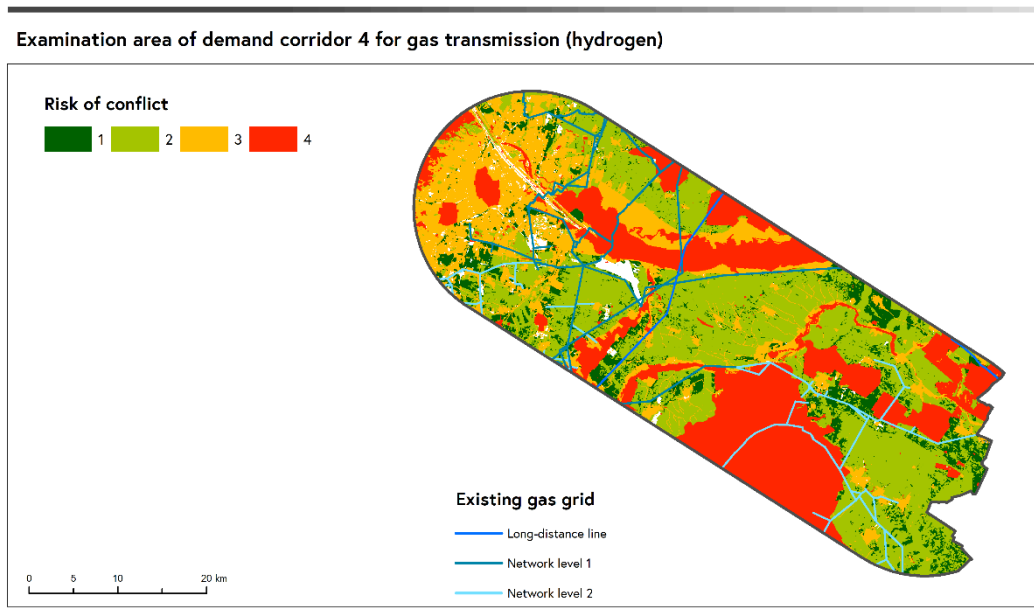 Examination area of demand corridor 4 for gas transmission (hydrogen)
Risk of conflict
1 2 3 4
Existing gas grid
Long-distance line
Network level 1
Network level 2
0 5 10 20 km